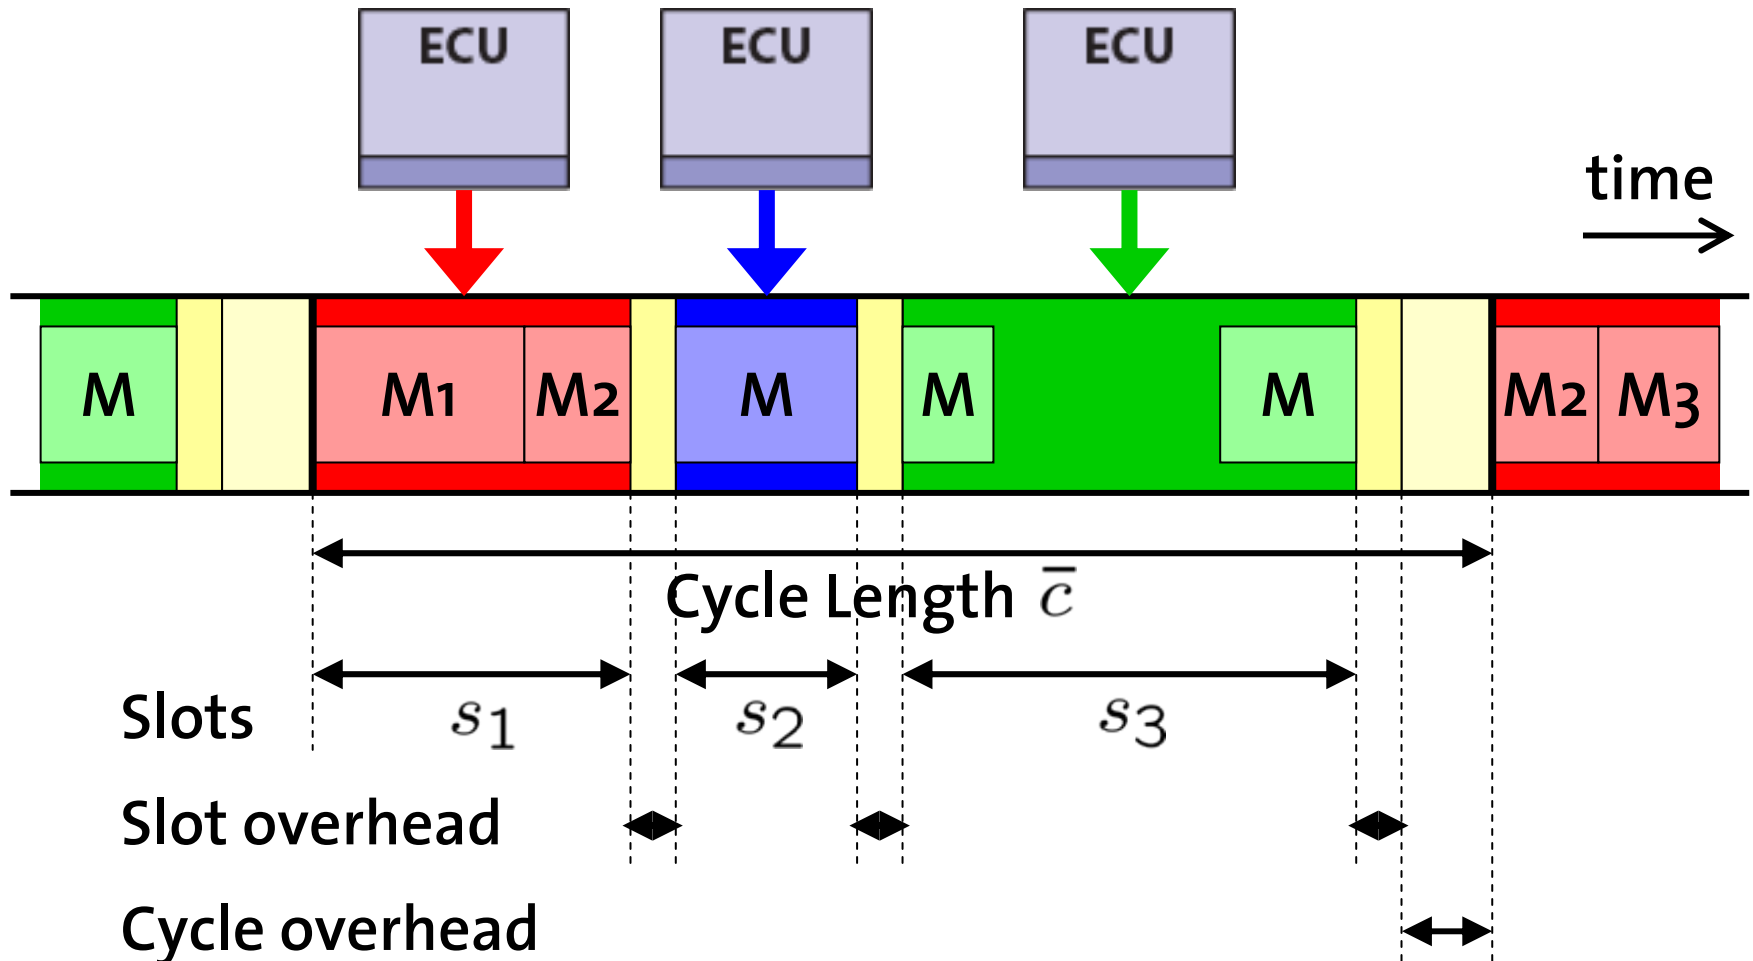 ECU ECU ECU
time
M M1 M2 M M M M2 M3
Cycle Length c̄
Slots s₁ s₂ s₃
Slot overhead
Cycle overhead